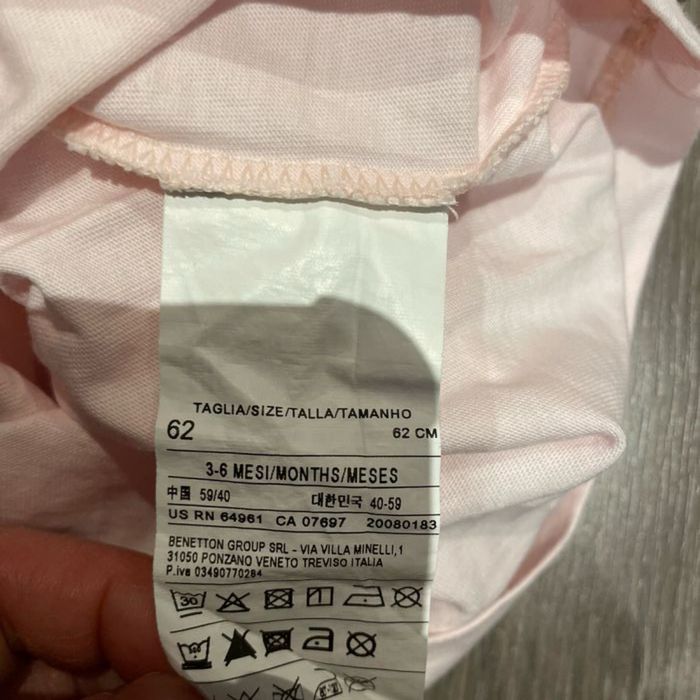 TAGLIA/SIZE/TALLA/TAMANHO
62 62 CM
3-6 MESI/MONTHS/MESES
中国 59/40 대한민국 40-59
US RN 64961 CA 07697 20080183
BENETTON GROUP SRL - VIA VILLA MINELLI,1
31050 PONZANO VENETO TREVISO ITALIA
P.iva 03490770264
30